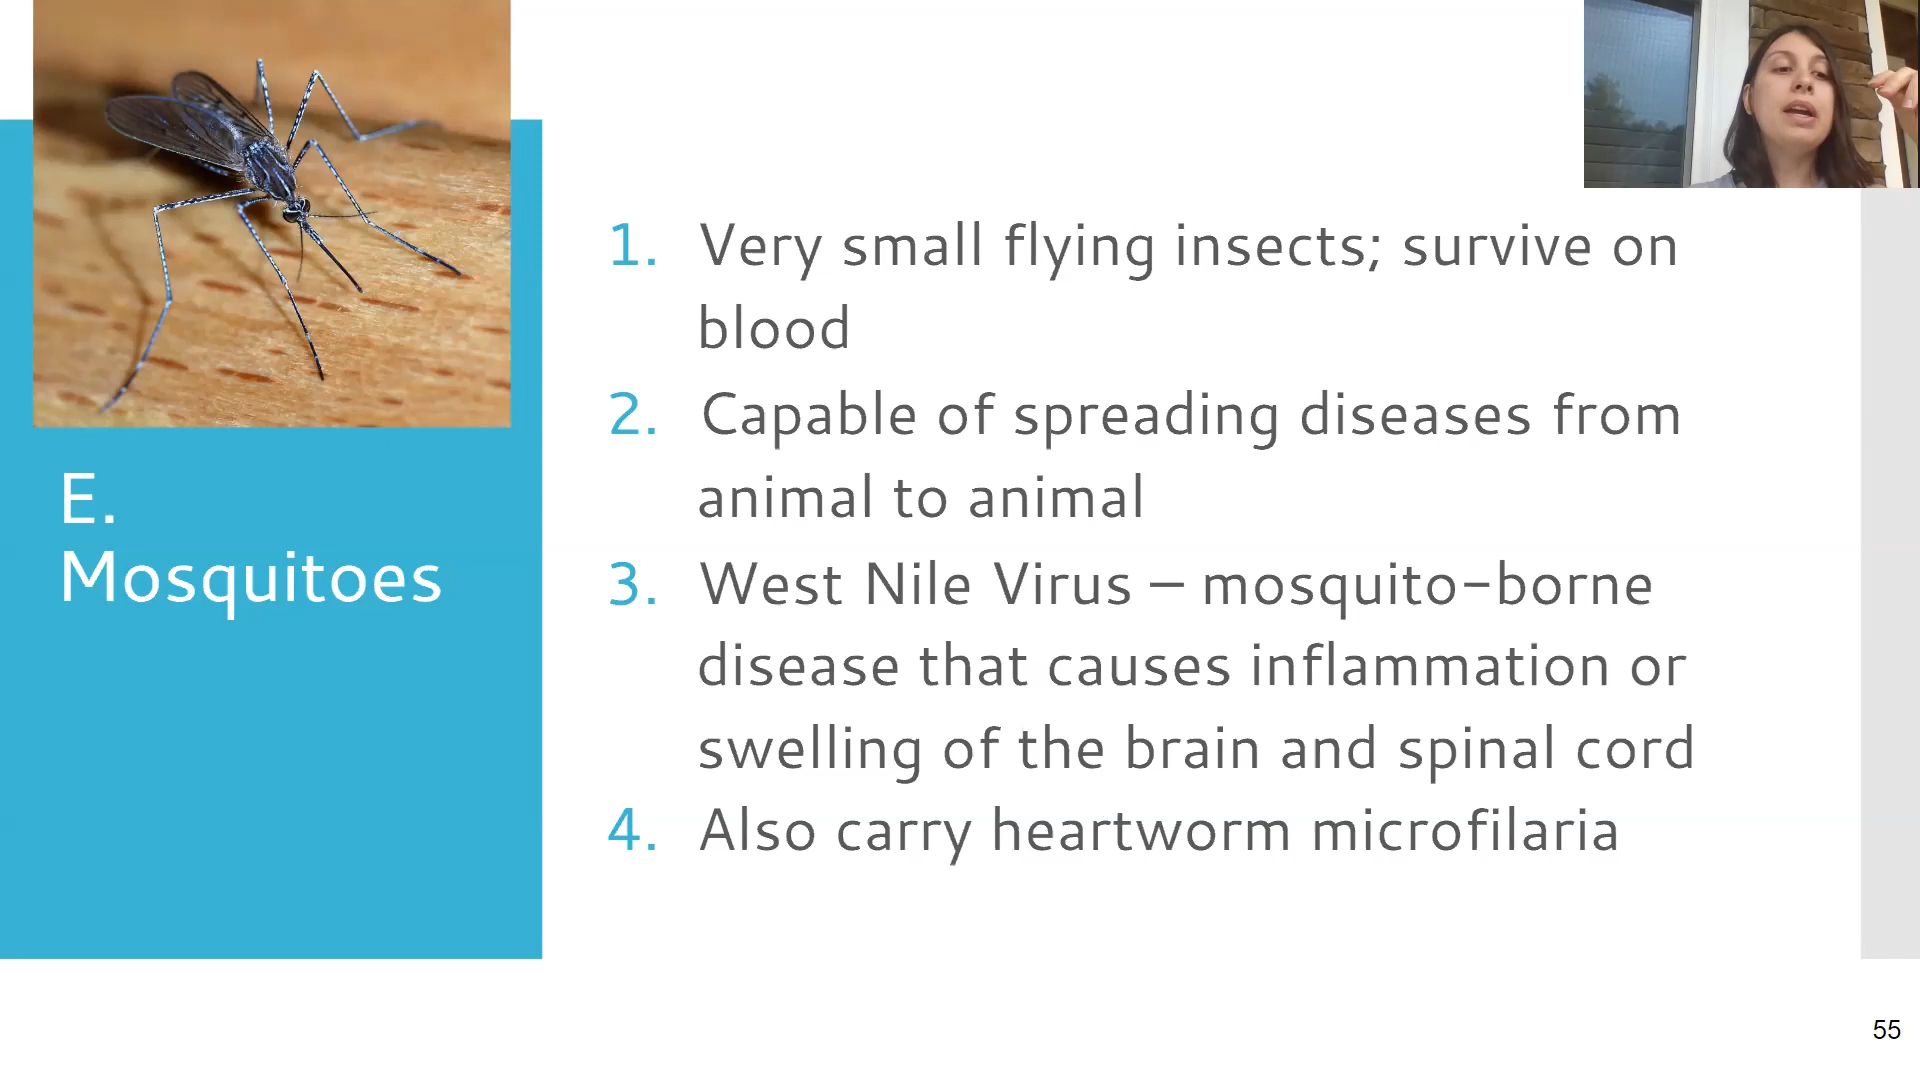 E.
Mosquitoes
1. Very small flying insects; survive on
blood
2. Capable of spreading diseases from
animal to animal
3. West Nile Virus – mosquito-borne
disease that causes inflammation or
swelling of the brain and spinal cord
4. Also carry heartworm microfilaria
55